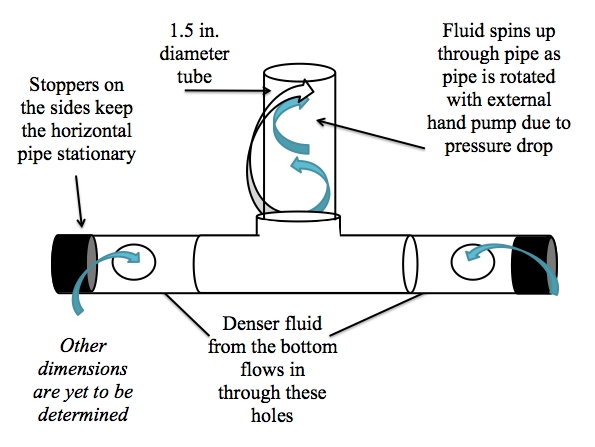 1.5 in.
diameter
tube
Fluid spins up
through pipe as
pipe is rotated
with external
hand pump due to
pressure drop
Stoppers on
the sides keep
the horizontal
pipe stationary
Other
dimensions
are yet to be
determined
Denser fluid
from the bottom
flows in
through these
holes